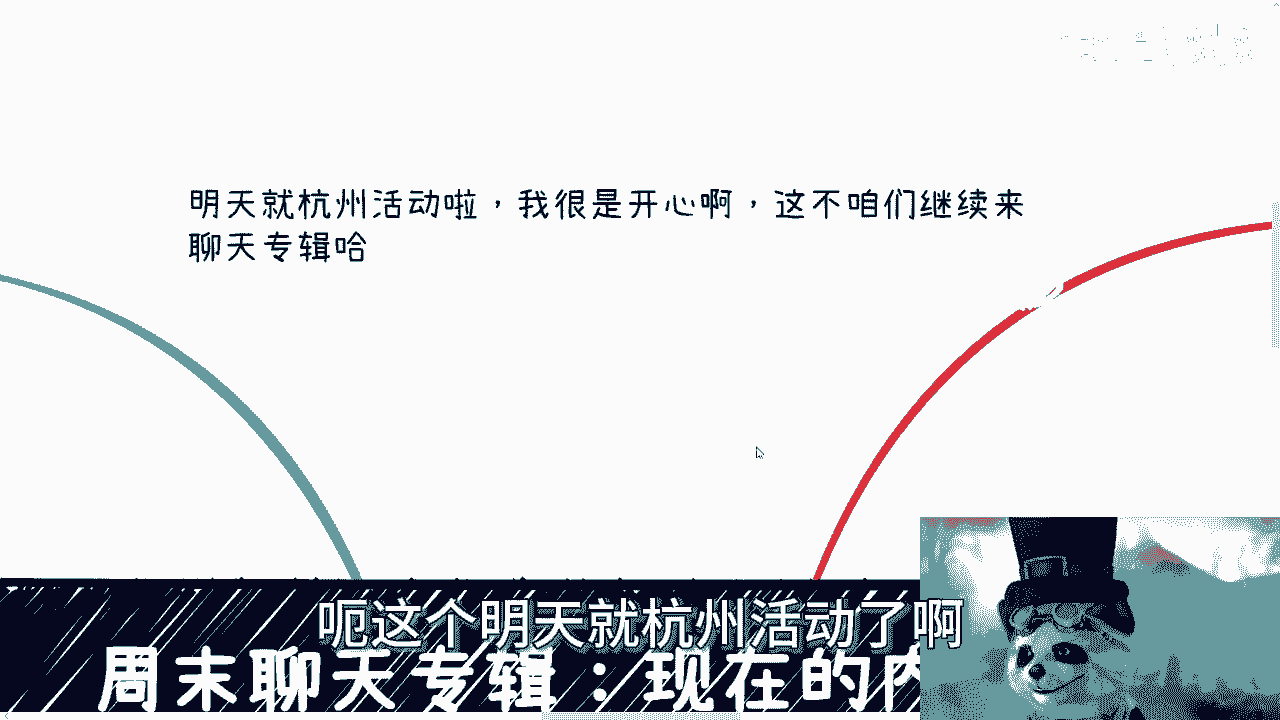 明天就杭州活动啦，我很是开心啊，这不咱们继续来
聊天专辑哈
呃这个明天就杭州活动了啊
周末聊天专辑：现在的内